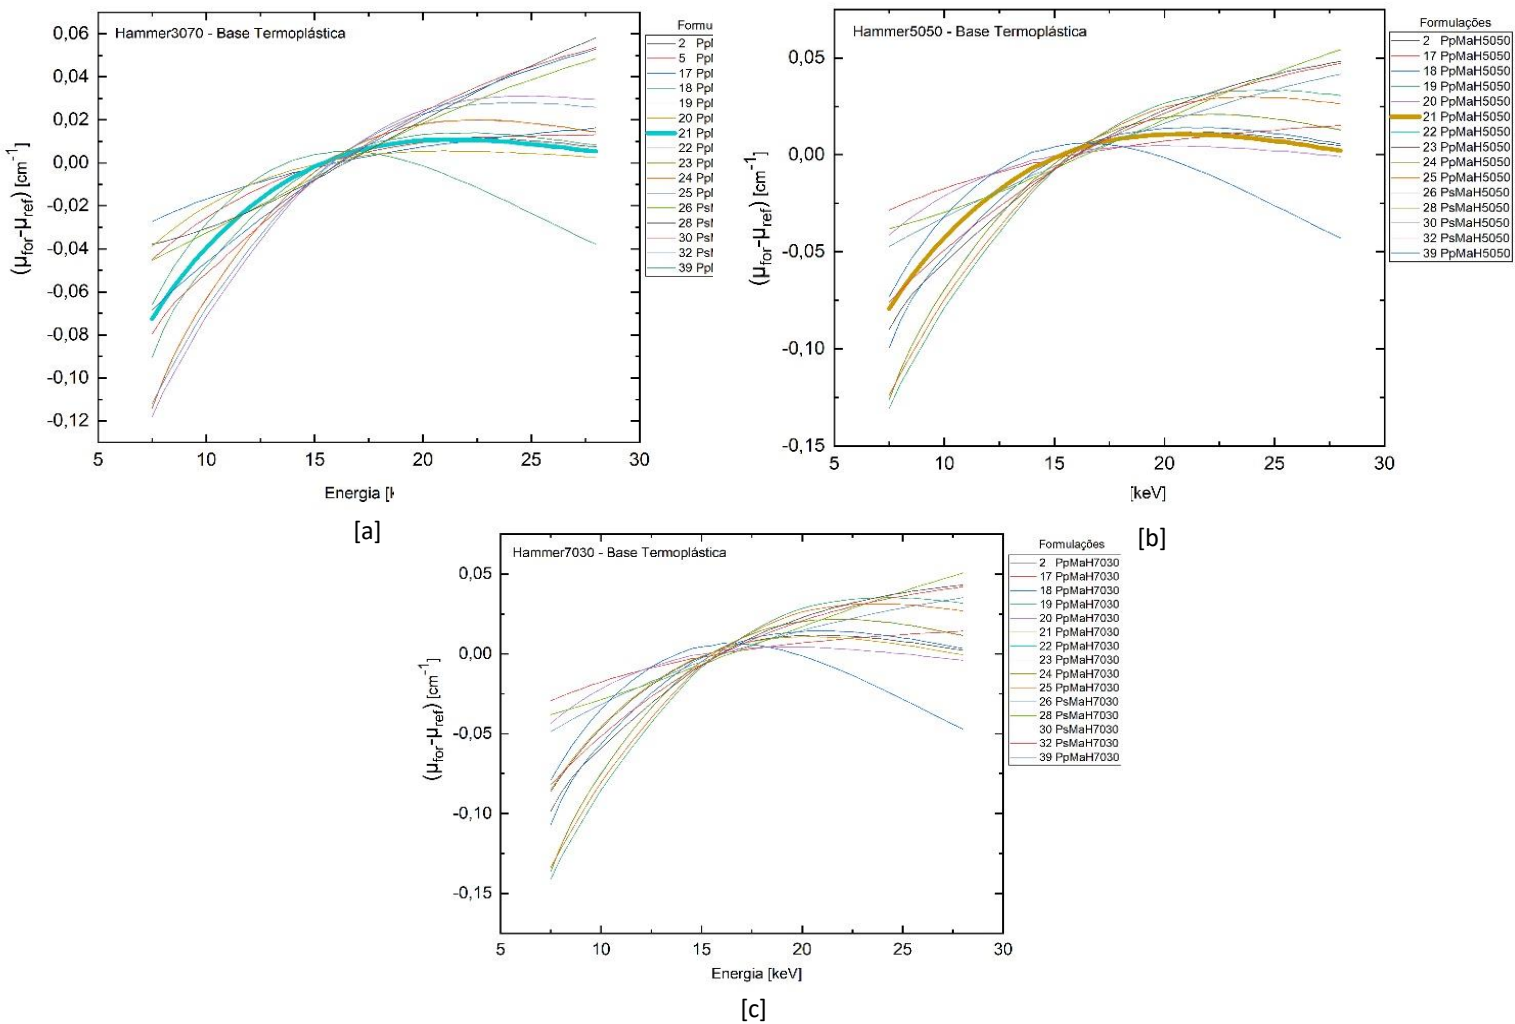 Hammer3070 - Base Termoplástica
(μfor-μref) [cm⁻¹]
0,06
0,04
0,02
0,00
-0,02
-0,04
-0,06
-0,08
-0,10
-0,12
5 10 15 20 25 30
Energia [k
Formu
2 Ppl
5 Ppl
17 Ppl
18 Ppl
19 Ppl
20 Ppl
21 Ppl
22 Ppl
23 Ppl
24 Ppl
25 Ppl
26 PsM
28 PsM
30 PsM
32 PsM
39 Ppl
[a]
Hammer5050 - Base Termoplástica
(μfor-μref) [cm⁻¹]
0,05
0,00
-0,05
-0,10
-0,15
5 10 15 20 25 30
[keV]
Formulações
2 PpMaH5050
17 PpMaH5050
18 PpMaH5050
19 PpMaH5050
20 PpMaH5050
21 PpMaH5050
22 PpMaH5050
23 PpMaH5050
24 PpMaH5050
25 PpMaH5050
26 PsMaH5050
28 PsMaH5050
30 PsMaH5050
32 PsMaH5050
39 PpMaH5050
[b]
Hammer7030 - Base Termoplástica
(μfor-μref) [cm⁻¹]
0,05
0,00
-0,05
-0,10
-0,15
5 10 15 20 25 30
Energia [keV]
Formulações
2 PpMaH7030
17 PpMaH7030
18 PpMaH7030
19 PpMaH7030
20 PpMaH7030
21 PpMaH7030
22 PpMaH7030
23 PpMaH7030
24 PpMaH7030
25 PpMaH7030
26 PsMaH7030
28 PsMaH7030
30 PsMaH7030
32 PsMaH7030
39 PpMaH7030
[c]